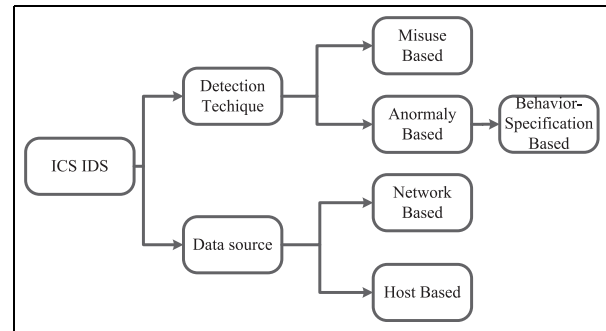 Misuse
Based
Detection
Techique
Anormaly
Based
Behavior-
Specification
Based
ICS IDS
Network
Based
Data source
Host Based